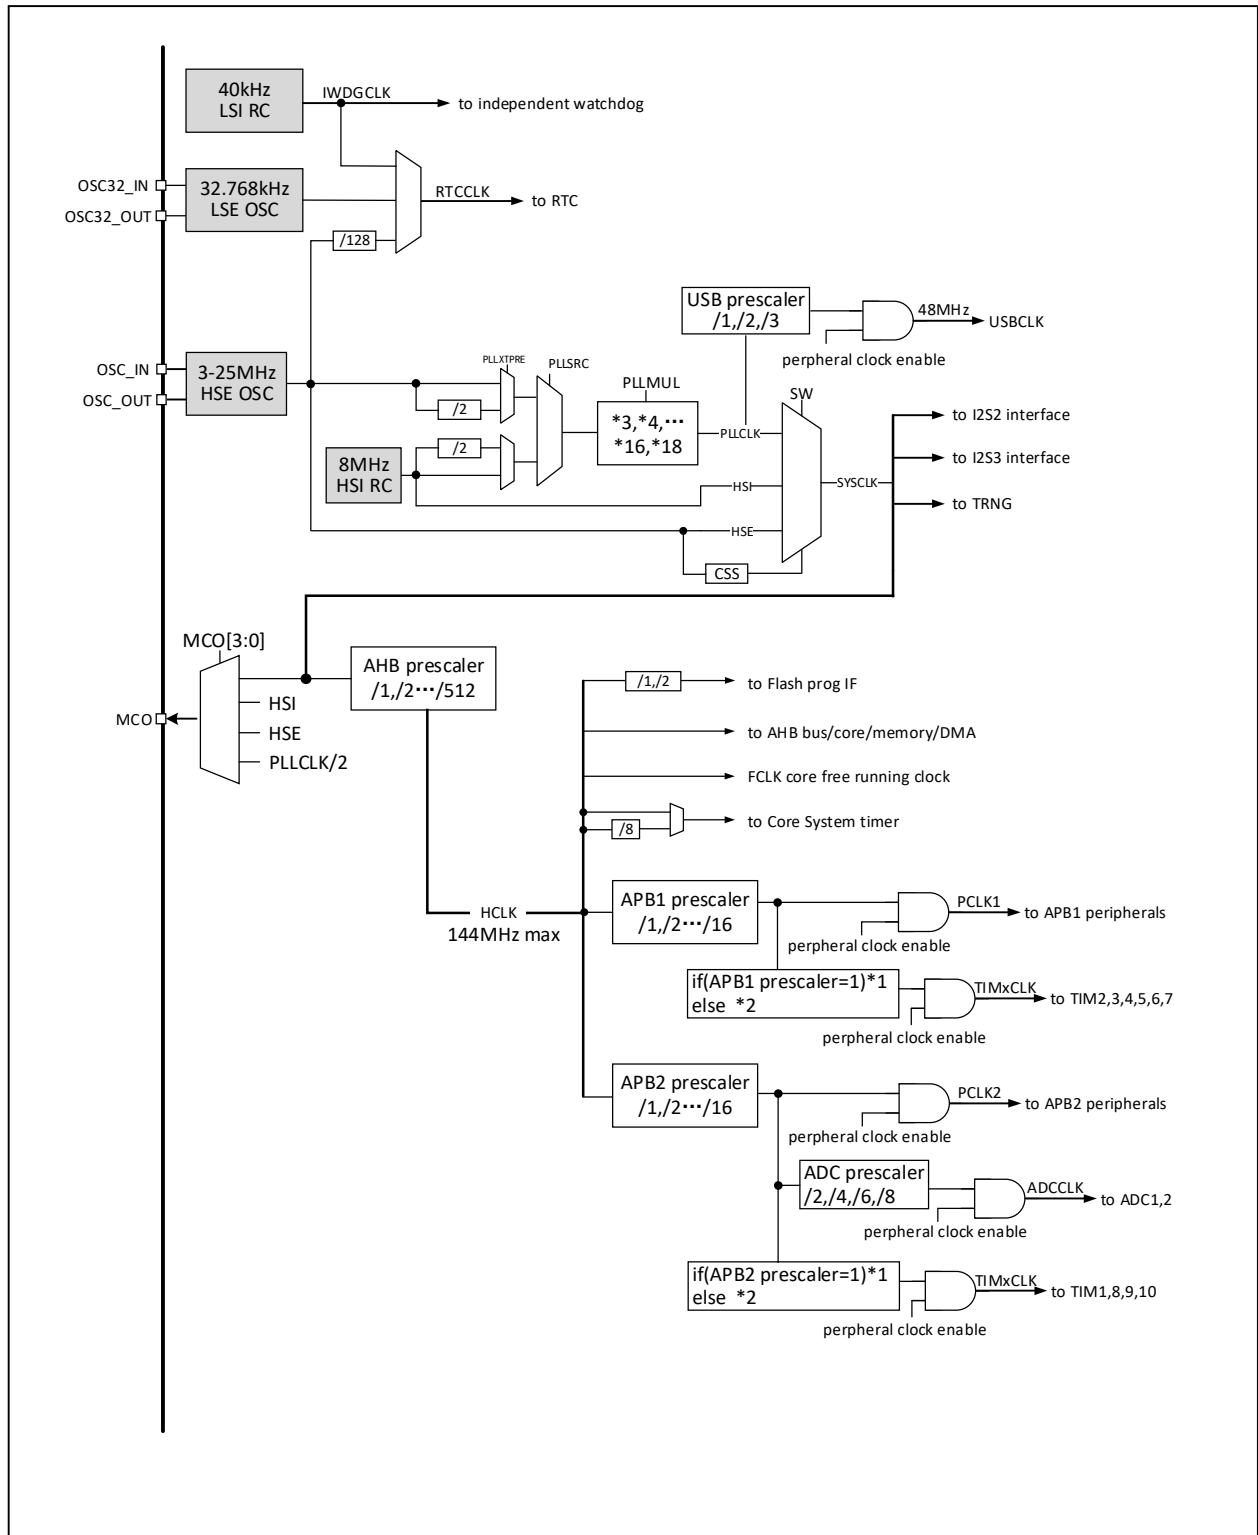 40kHz
LSI RC
IWDGCLK
to independent watchdog
OSC32_IN
OSC32_OUT
32.768kHz
LSE OSC
RTCCLK
to RTC
/128
USB prescaler
/1,/2,/3
48MHz
USBCLK
perpheral clock enable
OSC_IN
OSC_OUT
3-25MHz
HSE OSC
PLLXTPRE
PLLSRC
/2
PLLMUL
*3,*4,···
*16,*18
PLLCLK
SW
/2
8MHz
HSI RC
HSI
HSE
CSS
SYSCLK
to I2S2 interface
to I2S3 interface
to TRNG
MCO[3:0]
MCO
HSI
HSE
PLLCLK/2
AHB prescaler
/1,/2···/512
/1,/2
to Flash prog IF
to AHB bus/core/memory/DMA
FCLK core free running clock
/8
to Core System timer
HCLK
144MHz max
APB1 prescaler
/1,/2···/16
PCLK1
to APB1 peripherals
perpheral clock enable
if(APB1 prescaler=1)*1
else *2
TIMxCLK
to TIM2,3,4,5,6,7
perpheral clock enable
APB2 prescaler
/1,/2···/16
PCLK2
to APB2 peripherals
perpheral clock enable
ADC prescaler
/2,/4,/6,/8
ADCCLK
to ADC1,2
perpheral clock enable
if(APB2 prescaler=1)*1
else *2
TIMxCLK
to TIM1,8,9,10
perpheral clock enable